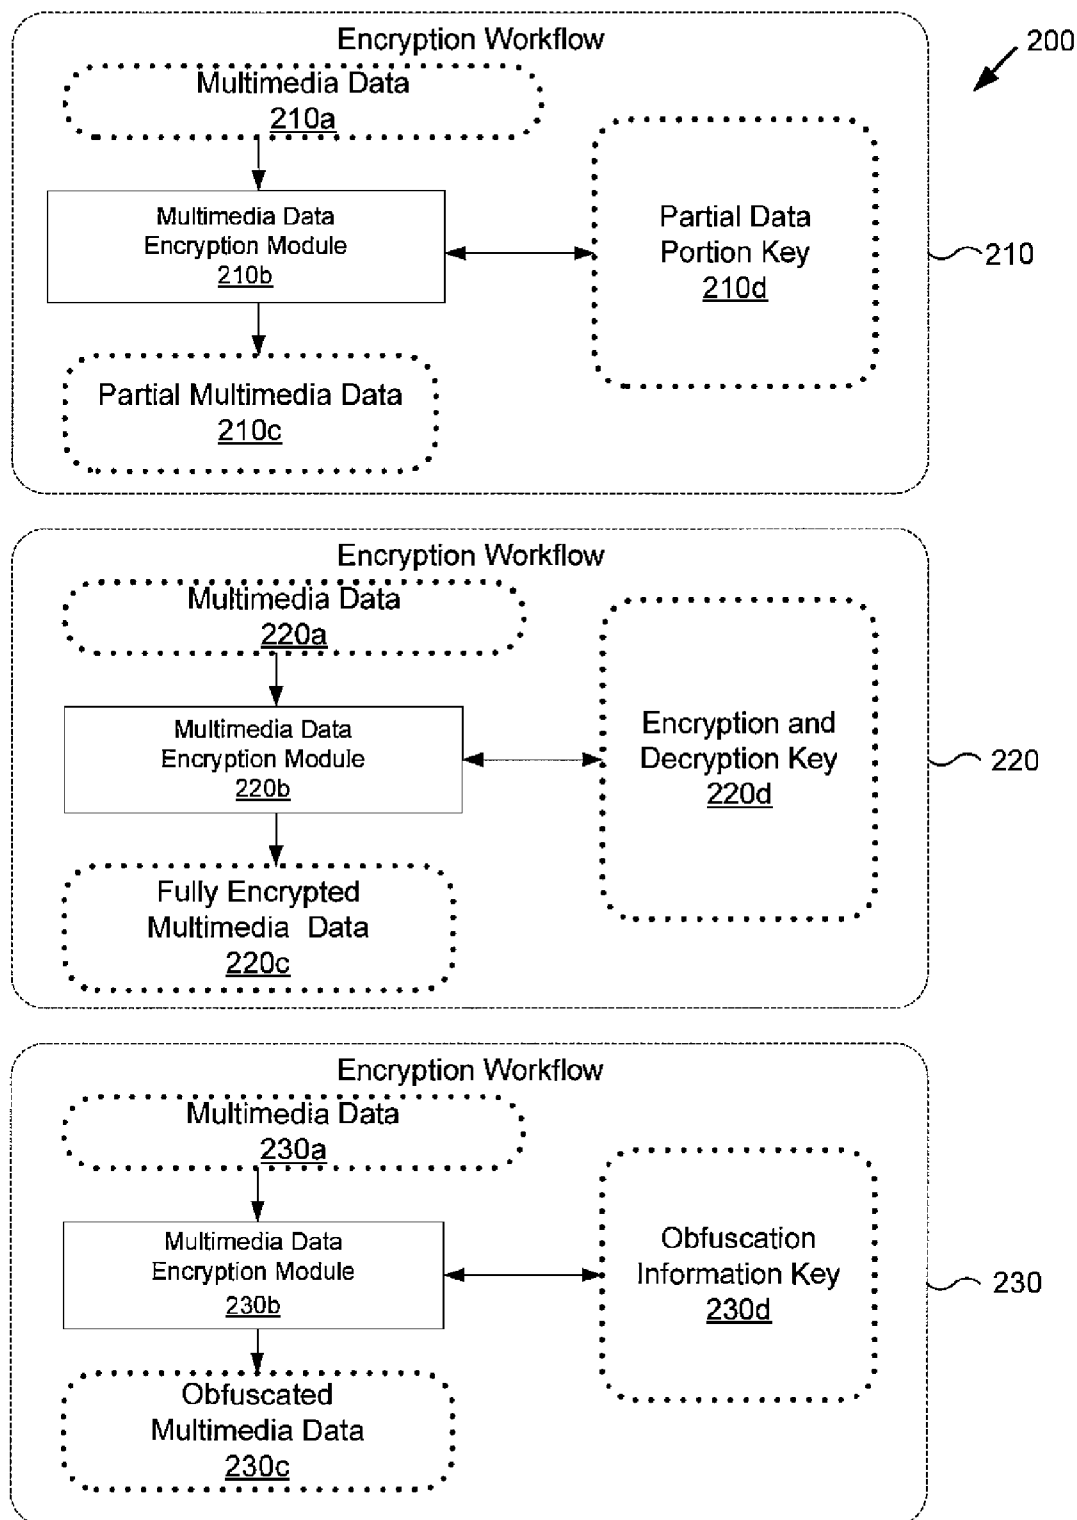 Encryption Workflow
200
Multimedia Data
210a
Multimedia Data
Encryption Module
210b
Partial Data
Portion Key
210d
210
Partial Multimedia Data
210c
Encryption Workflow
Multimedia Data
220a
Multimedia Data
Encryption Module
220b
Encryption and
Decryption Key
220d
220
Fully Encrypted
Multimedia Data
220c
Encryption Workflow
Multimedia Data
230a
Multimedia Data
Encryption Module
230b
Obfuscation
Information Key
230d
230
Obfuscated
Multimedia Data
230c